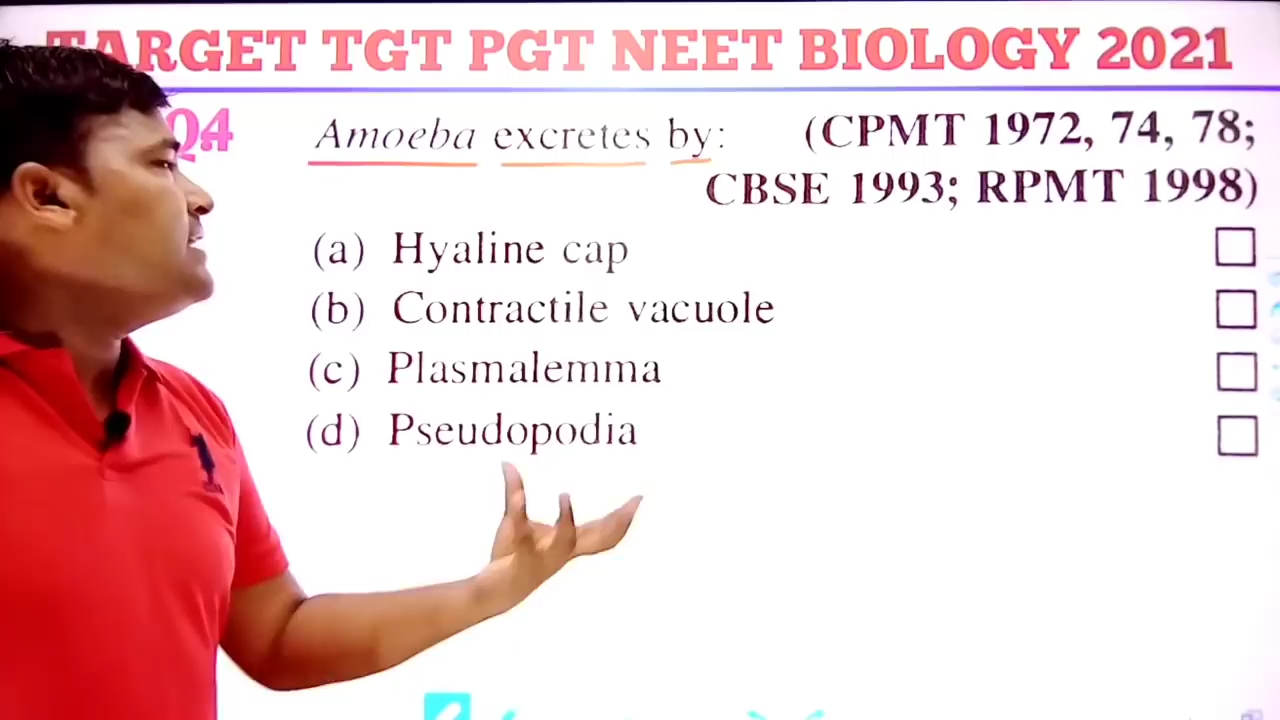 TARGET TGT PGT NEET BIOLOGY 2021
Q.4 Amoeba excretes by: (CPMT 1972, 74, 78;
CBSE 1993; RPMT 1998)
(a) Hyaline cap
(b) Contractile vacuole
(c) Plasmalemma
(d) Pseudopodia